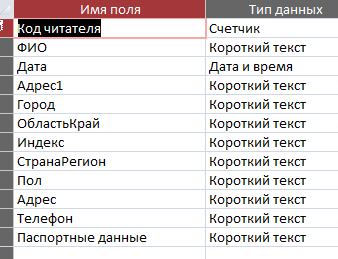 Имя поля Тип данных
Код читателя Счетчик
ФИО Короткий текст
Дата Дата и время
Адрес1 Короткий текст
Город Короткий текст
ОбластьКрай Короткий текст
Индекс Короткий текст
СтранаРегион Короткий текст
Пол Короткий текст
Адрес Короткий текст
Телефон Короткий текст
Паспортные данные Короткий текст